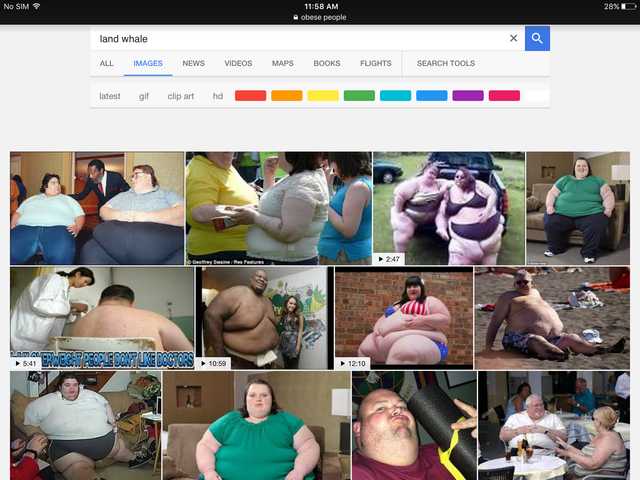 No SIM 11:58 AM 28%
obese people
land whale
ALL IMAGES NEWS VIDEOS MAPS BOOKS FLIGHTS SEARCH TOOLS
latest gif clip art hd
© Geoffrey Swaine / Rex Features
2:47
OVERWEIGHT PEOPLE DON'T LIKE DOCTORS
5:41
10:59
12:10